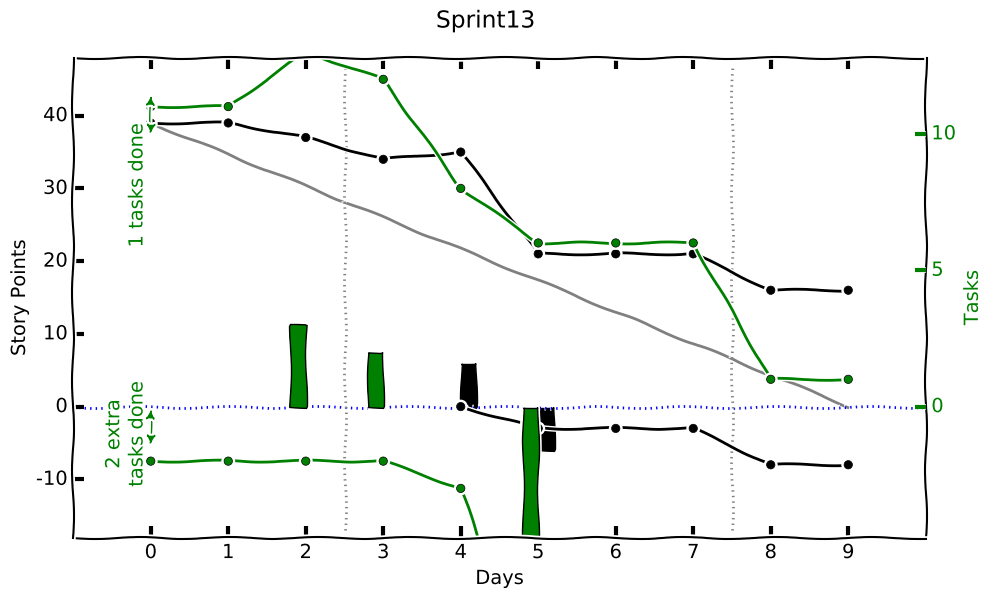 Sprint13
Story Points
40
30
20
10
0
-10
1 tasks done
2 extra
tasks done
10
5
0
Tasks
0 1 2 3 4 5 6 7 8 9
Days